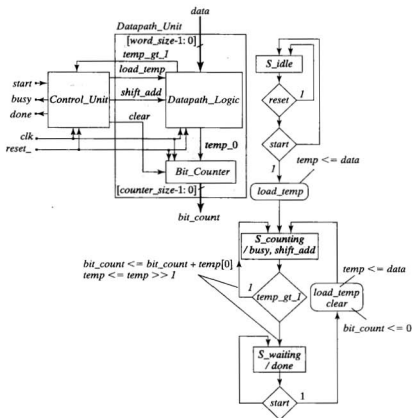 data
Datapath_Unit
[word_size-1: 0]
temp_gt_1
load_temp
start
busy
done
Control_Unit
shift_add
Datapath_Logic
clear
clk
reset_
temp_0
Bit_Counter
[counter_size-1: 0]
bit_count
S_idle
reset
1
start
1
temp <= data
load_temp
S_counting
/ busy, shift_add
bit_count <= bit_count + temp[0]
temp <= temp >> 1
1
temp_gt_1
temp <= data
load_temp
clear
bit_count <= 0
S_waiting
/ done
start
1